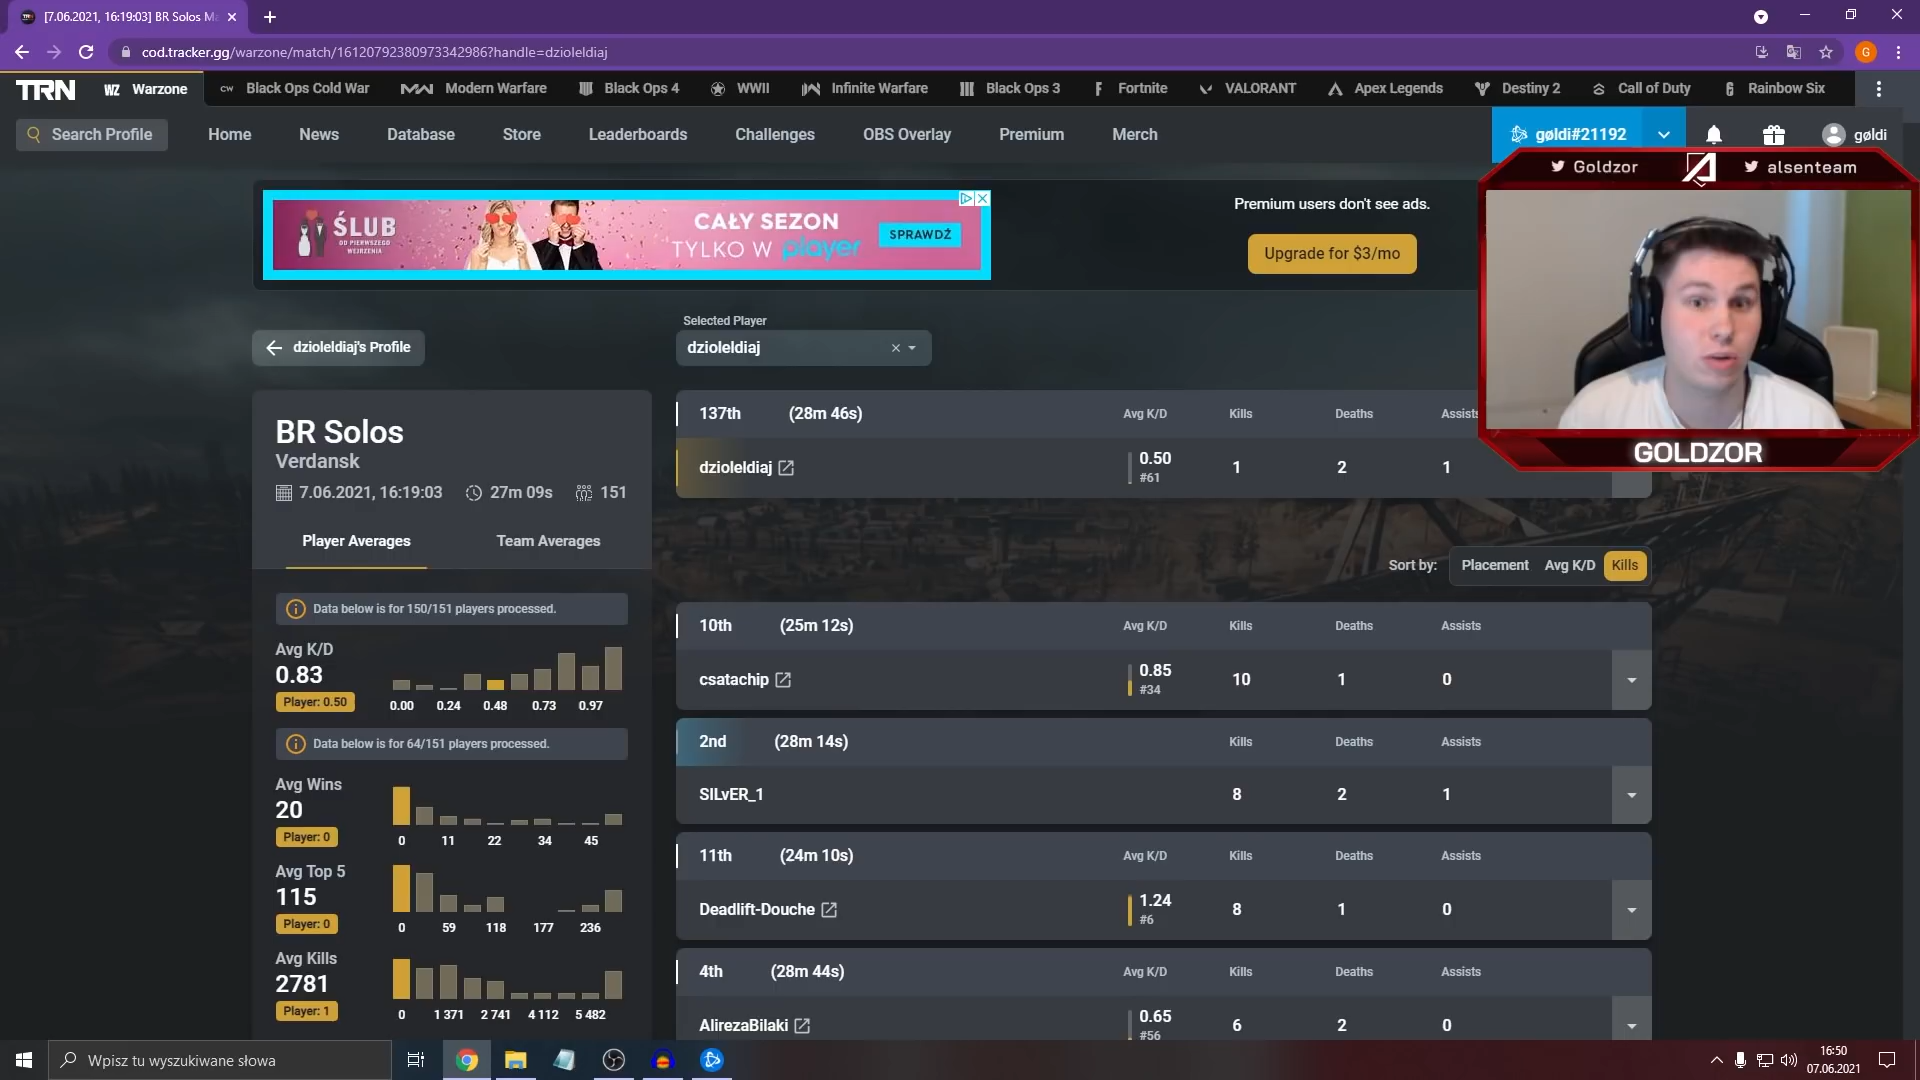 [7.06.2021, 16:19:03] BR Solos Ma
cod.tracker.gg/warzone/match/16120792380973342986?handle=dzioleldiaj
G
TRN WZ Warzone CW Black Ops Cold War Modern Warfare Black Ops 4 WWII Infinite Warfare Black Ops 3 Fortnite VALORANT Apex Legends Destiny 2 Call of Duty Rainbow Six
Search Profile Home News Database Store Leaderboards Challenges OBS Overlay Premium Merch gøldi#21192 gøldi
Goldzor alsenteam
ŚLUB
OD PIERWSZEGO
WEJRZENIA
CAŁY SEZON
TYLKO W player
SPRAWDŹ
Premium users don't see ads.
Upgrade for $3/mo
GOLDZOR
dzioleldiaj's Profile
Selected Player
dzioleldiaj
BR Solos
Verdansk
7.06.2021, 16:19:03 27m 09s 151
Player Averages Team Averages
Data below is for 150/151 players processed.
Avg K/D
0.83
Player: 0.50
0.00 0.24 0.48 0.73 0.97
Data below is for 64/151 players processed.
Avg Wins
20
Player: 0
0 11 22 34 45
Avg Top 5
115
Player: 0
0 59 118 177 236
Avg Kills
2781
Player: 1
0 1 371 2 741 4 112 5 482
137th (28m 46s) Avg K/D Kills Deaths Assists
dzioleldiaj 0.50 #61 1 2 1
Sort by: Placement Avg K/D Kills
10th (25m 12s) Avg K/D Kills Deaths Assists
csatachip 0.85 #34 10 1 0
2nd (28m 14s) Kills Deaths Assists
SILvER_1 8 2 1
11th (24m 10s) Avg K/D Kills Deaths Assists
Deadlift-Douche 1.24 #6 8 1 0
4th (28m 44s) Avg K/D Kills Deaths Assists
AlirezaBilaki 0.65 #56 6 2 0
Wpisz tu wyszukiwane słowa
16:50
07.06.2021